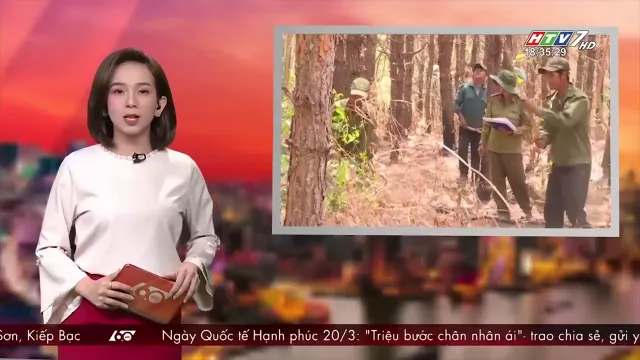 HTV7 HD
18:35:29
Sơn, Kiếp Bạc 60 Ngày Quốc tế Hạnh phúc 20/3: "Triệu bước chân nhân ái"- trao chia sẻ, gửi y